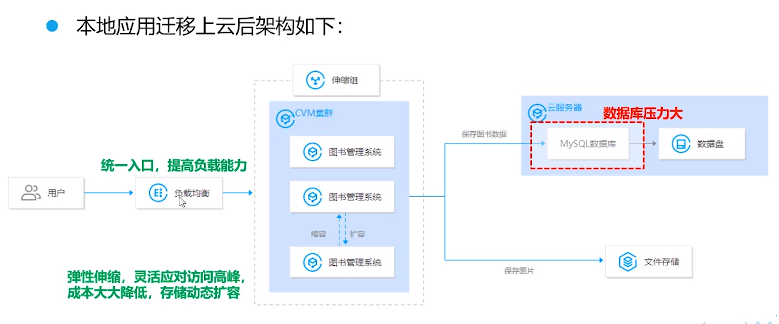 本地应用迁移上云后架构如下：
伸缩组
CVM集群
云服务器
数据库压力大
图书管理系统
保存图书数据
MySQL数据库
数据盘
统一入口，提高负载能力
用户
负载均衡
图书管理系统
缩容
扩容
弹性伸缩，灵活应对访问高峰，
成本大大降低，存储动态扩容
图书管理系统
保存图片
文件存储